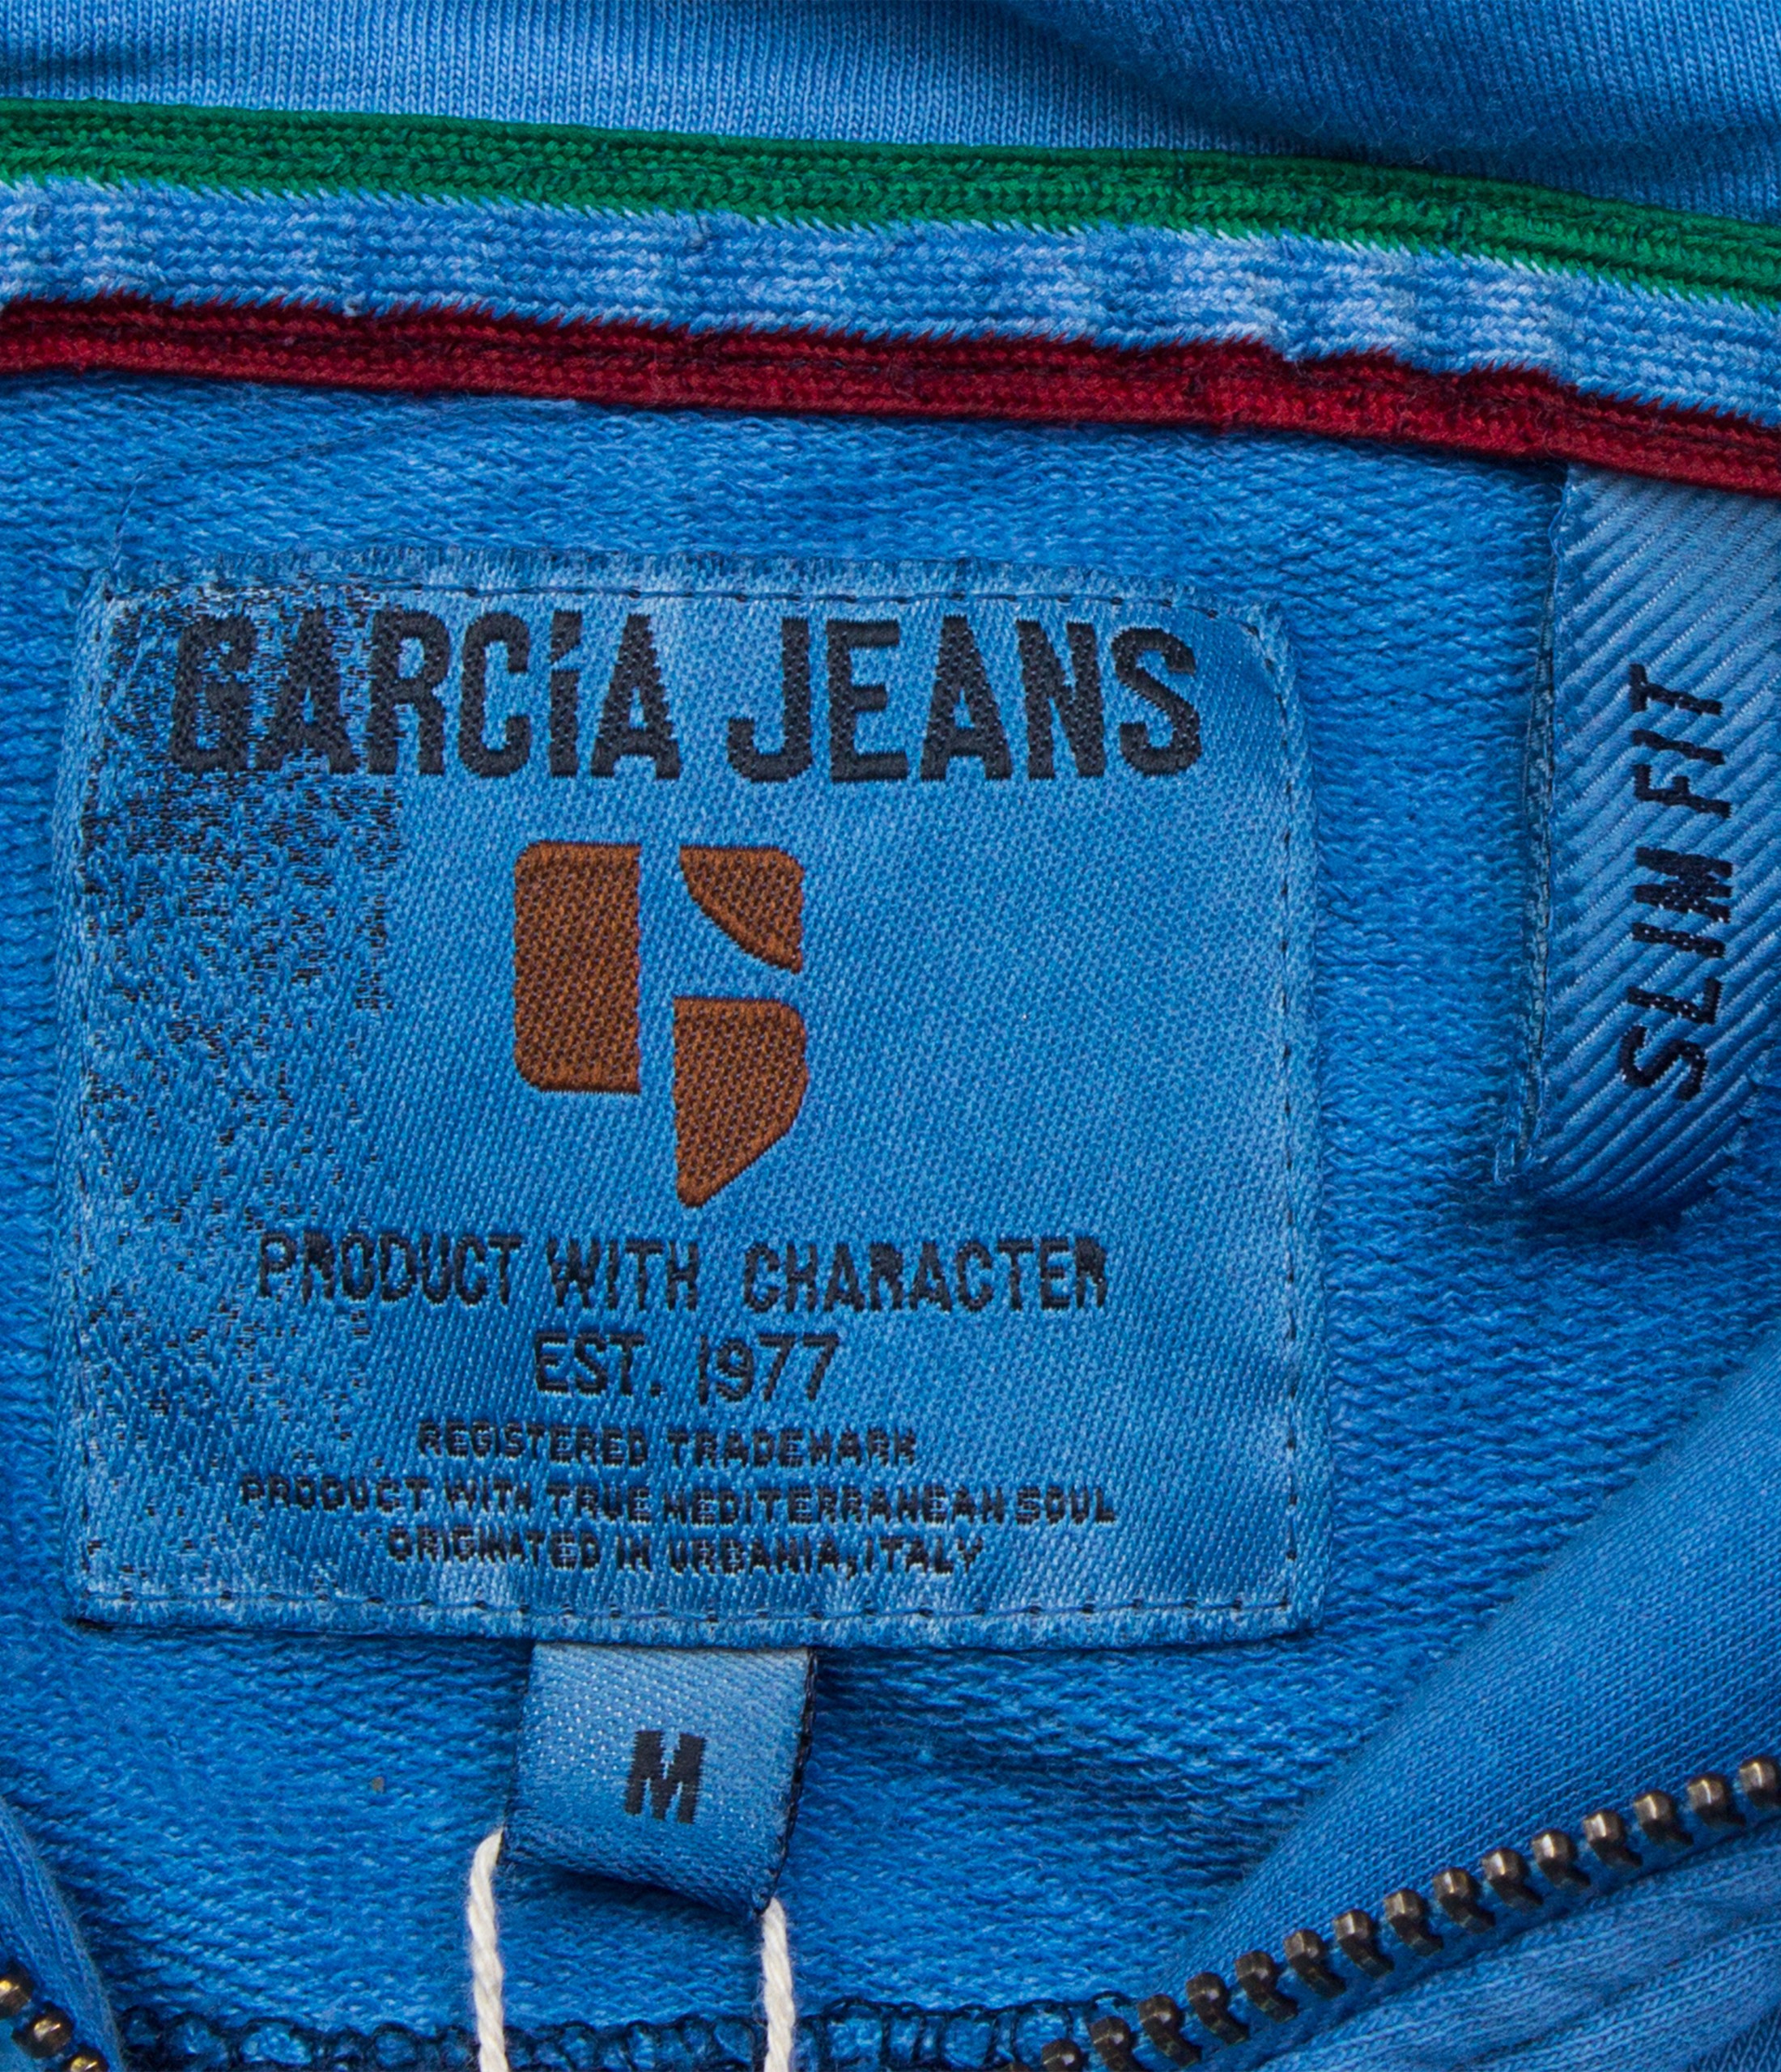 GARCíA JEANS
PRODUCT WITH CHARACTER
EST. 1977
REGISTERED TRADEMARK
PRODUCT WITH TRUE MEDITERRANEAN SOUL
ORIGINATED IN URBANIA, ITALY
M
SLIM FIT